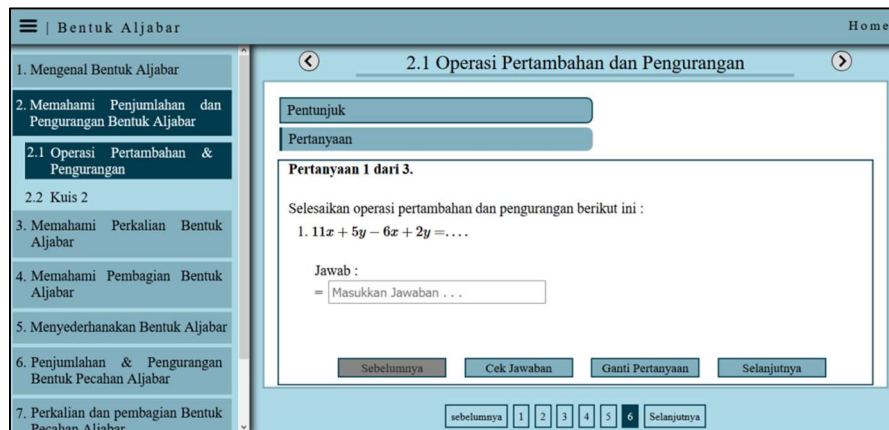 | Bentuk Aljabar
Home
1. Mengenal Bentuk Aljabar
2. Memahami Penjumlahan dan
Pengurangan Bentuk Aljabar
2.1 Operasi Pertambahan &
Pengurangan
2.2 Kuis 2
3. Memahami Perkalian Bentuk
Aljabar
4. Memahami Pembagian Bentuk
Aljabar
5. Menyederhanakan Bentuk Aljabar
6. Penjumlahan & Pengurangan
Bentuk Pecahan Aljabar
7. Perkalian dan pembagian Bentuk
Pecahan Aljabar
2.1 Operasi Pertambahan dan Pengurangan
Pentunjuk
Pertanyaan
Pertanyaan 1 dari 3.
Selesaikan operasi pertambahan dan pengurangan berikut ini :
1. 11x + 5y − 6x + 2y =....
Jawab :
= Masukkan Jawaban . . .
Sebelumnya Cek Jawaban Ganti Pertanyaan Selanjutnya
sebelumnya 1 2 3 4 5 6 Selanjutnya